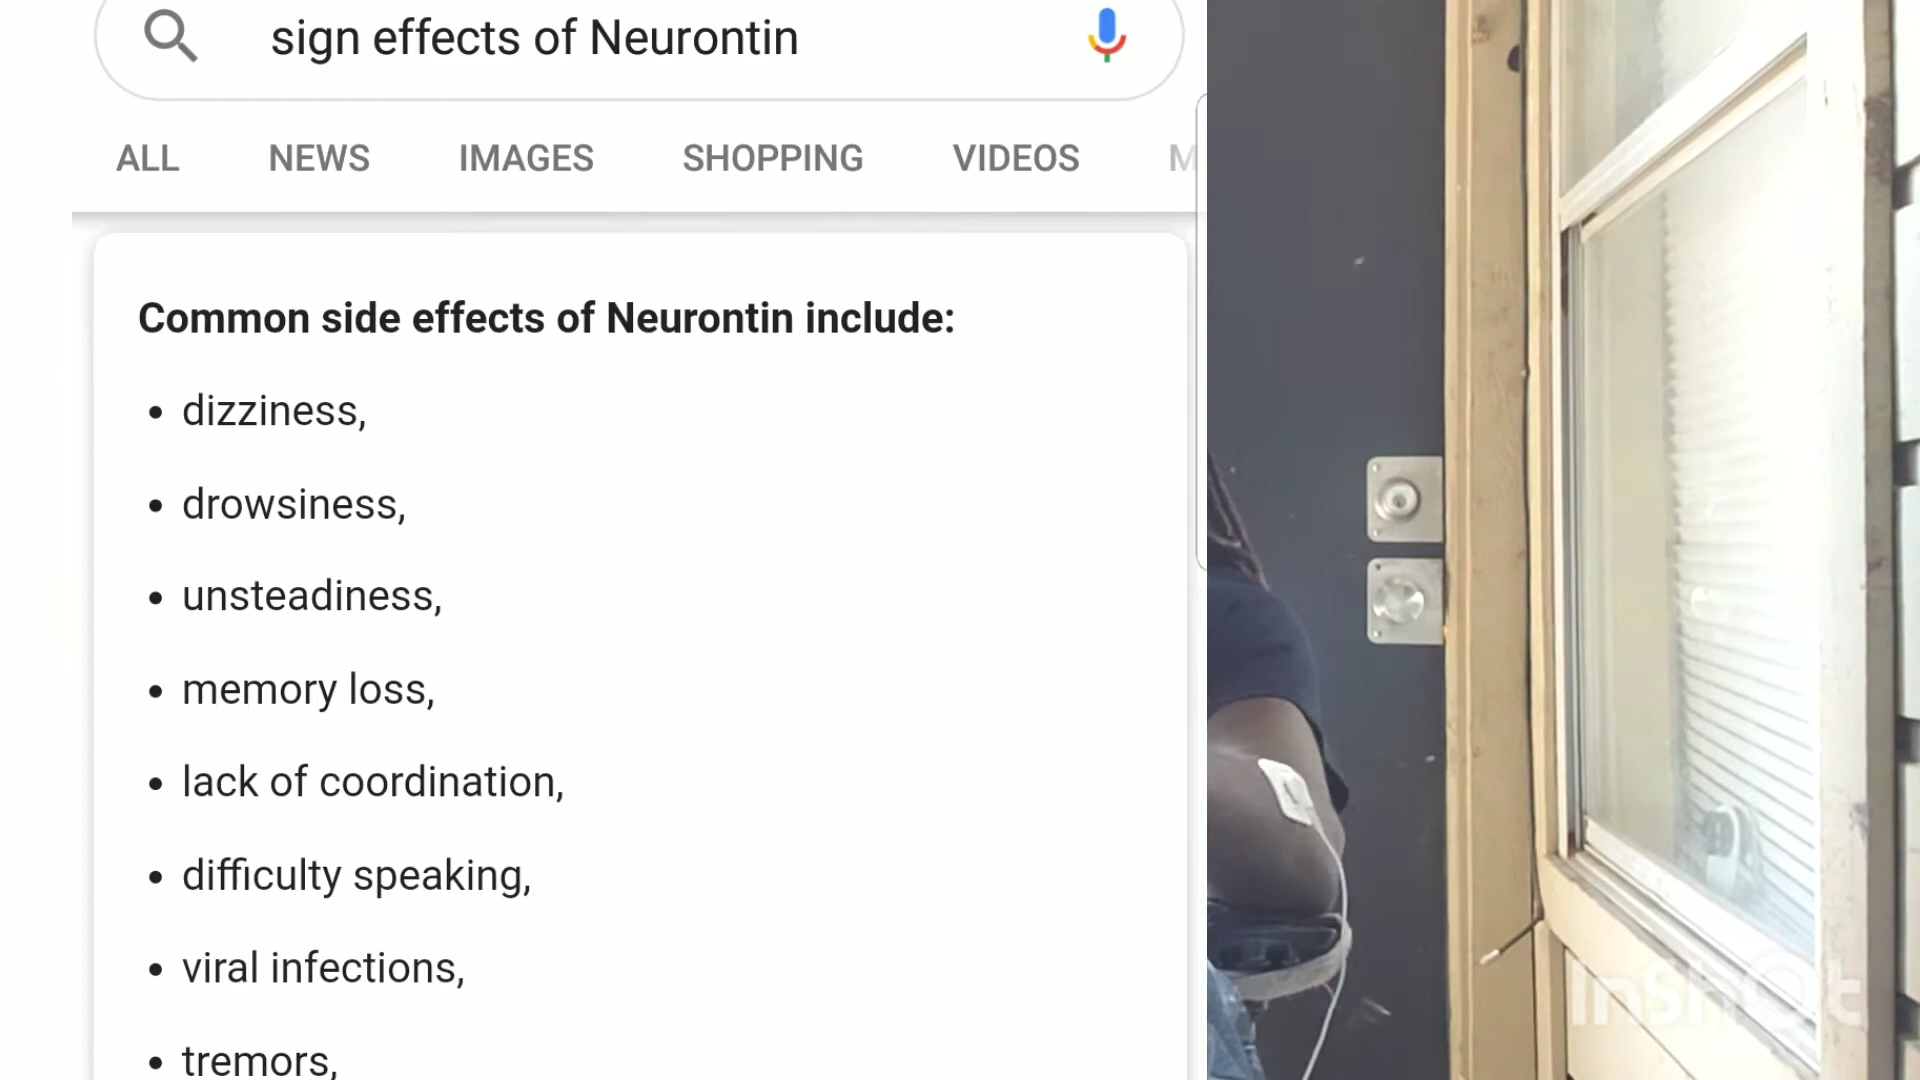 sign effects of Neurontin
ALL NEWS IMAGES SHOPPING VIDEOS M
Common side effects of Neurontin include:
• dizziness,
• drowsiness,
• unsteadiness,
• memory loss,
• lack of coordination,
• difficulty speaking,
• viral infections,
• tremors,
InShOt